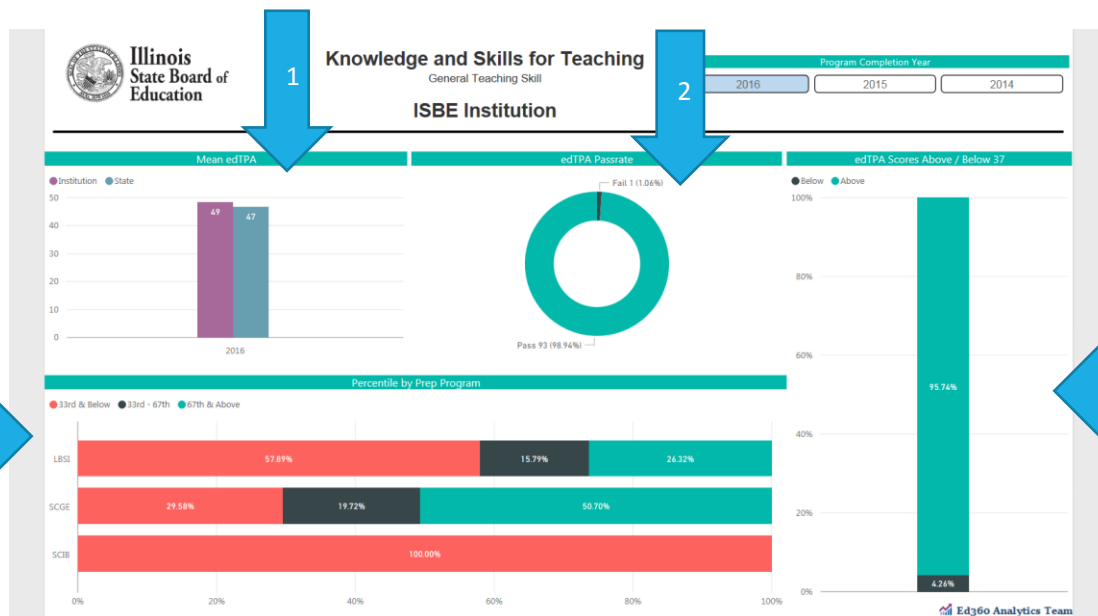 Illinois
State Board of
Education
1
Knowledge and Skills for Teaching
General Teaching Skill
ISBE Institution
2
Program Completion Year
2016 2015 2014
Mean edTPA
Institution State
50
40
30
20
10
0
49 47
2016
edTPA Passrate
Fail 1 (1.06%)
Pass 93 (98.94%)
edTPA Scores Above / Below 37
Below Above
100%
80%
60%
40%
20%
0%
95.74%
4.26%
Percentile by Prep Program
33rd & Below 33rd - 67th 67th & Above
LBSI 57.89% 15.79% 26.32%
SCGE 29.58% 19.72% 50.70%
SCIB 100.00%
0% 20% 40% 60% 80% 100%
Ed360 Analytics Team